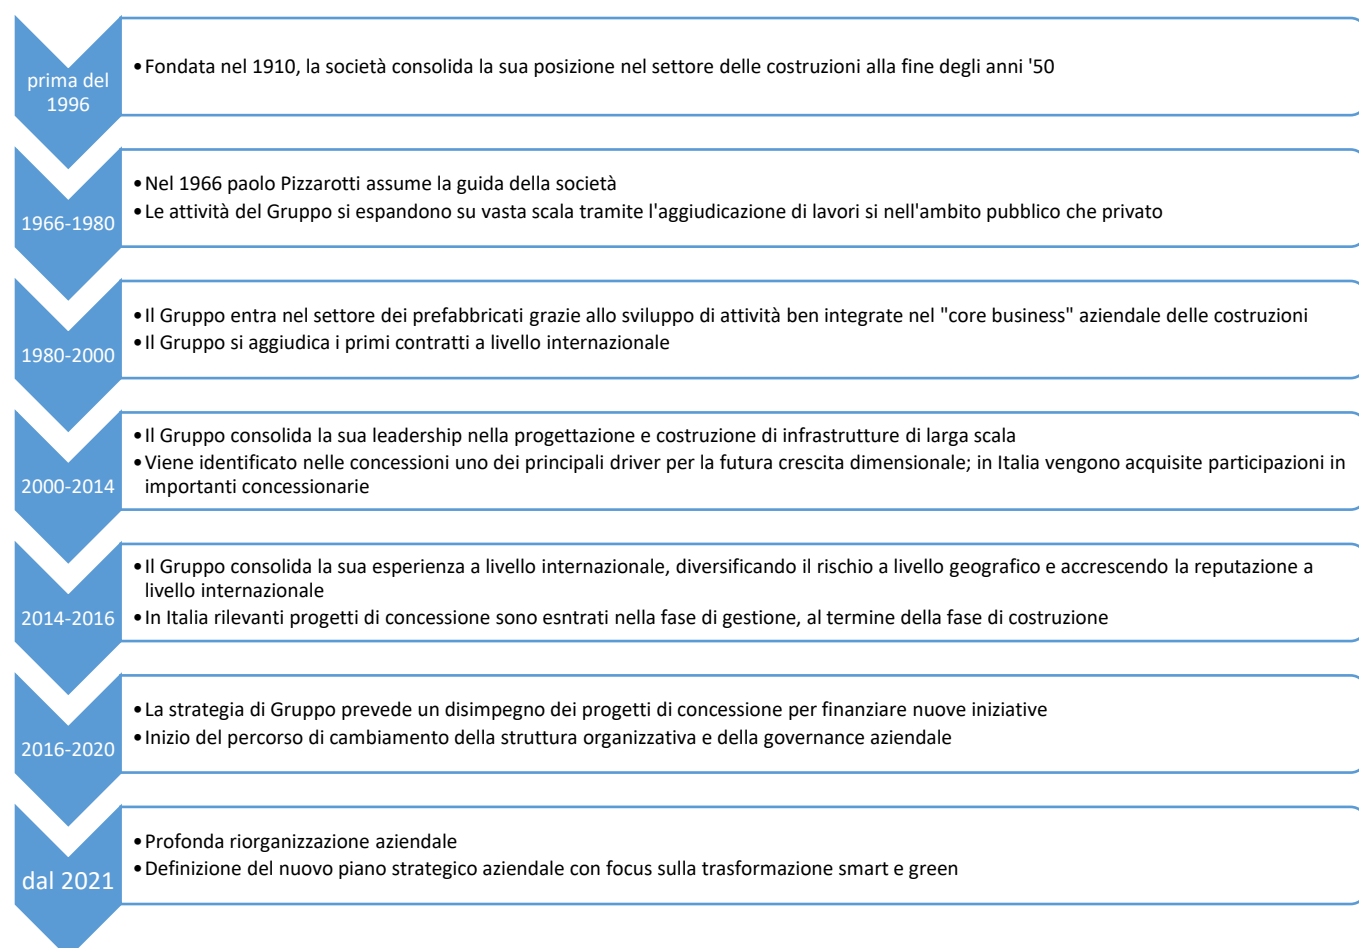 prima del
1996
•Fondata nel 1910, la società consolida la sua posizione nel settore delle costruzioni alla fine degli anni '50
1966-1980
•Nel 1966 paolo Pizzarotti assume la guida della società
•Le attività del Gruppo si espandono su vasta scala tramite l'aggiudicazione di lavori si nell'ambito pubblico che privato
1980-2000
•Il Gruppo entra nel settore dei prefabbricati grazie allo sviluppo di attività ben integrate nel "core business" aziendale delle costruzioni
•Il Gruppo si aggiudica i primi contratti a livello internazionale
2000-2014
•Il Gruppo consolida la sua leadership nella progettazione e costruzione di infrastrutture di larga scala
•Viene identificato nelle concessioni uno dei principali driver per la futura crescita dimensionale; in Italia vengono acquisite participazioni in
importanti concessionarie
2014-2016
•Il Gruppo consolida la sua esperienza a livello internazionale, diversificando il rischio a livello geografico e accrescendo la reputazione a
livello internazionale
•In Italia rilevanti progetti di concessione sono esntrati nella fase di gestione, al termine della fase di costruzione
2016-2020
•La strategia di Gruppo prevede un disimpegno dei progetti di concessione per finanziare nuove iniziative
•Inizio del percorso di cambiamento della struttura organizzativa e della governance aziendale
dal 2021
•Profonda riorganizzazione aziendale
•Definizione del nuovo piano strategico aziendale con focus sulla trasformazione smart e green